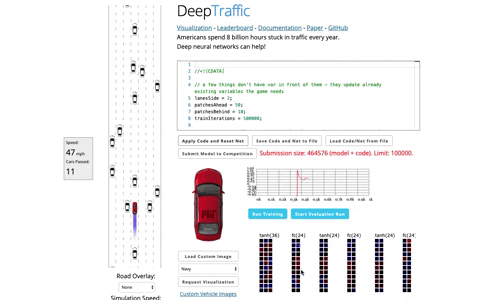 DeepTraffic
Visualization - Leaderboard - Documentation - Paper - GitHub
Americans spend 8 billion hours stuck in traffic every year.
Deep neural networks can help!
1
2 //<![CDATA[
3
4 // a few things don't have var in front of them - they update already
existing variables the game needs
5 lanesSide = 2;
6 patchesAhead = 50;
7 patchesBehind = 10;
8 trainIterations = 500000;
9
Apply Code and Reset Net
Save Code and Net to File
Load Code/Net from File
Submit Model to Competition
Submission size: 464576 (model + code). Limit: 100000.
Speed:
47 mph
Cars Passed:
11
Run Training
Start Evaluation Run
Load Custom Image
Navy
Request Visualization
Custom Vehicle Images
tanh(36) fc(24) tanh(24) fc(24) tanh(24) fc(24)
Road Overlay:
None
Simulation Speed: